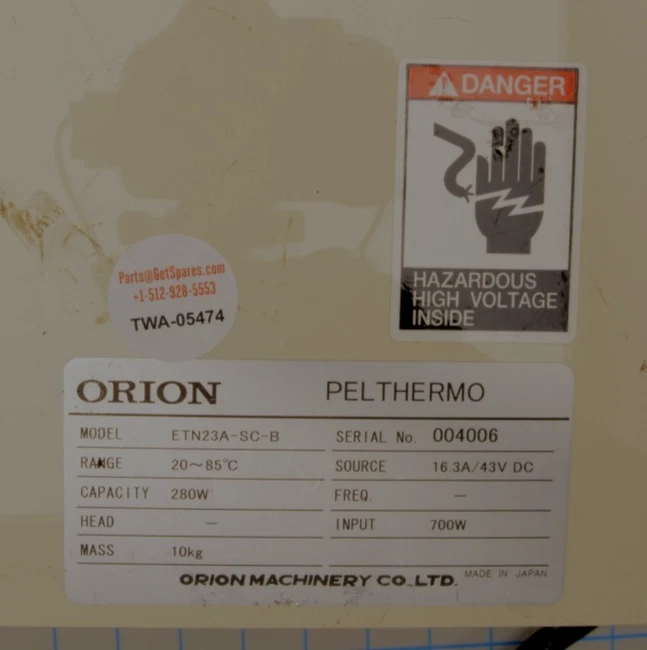 DANGER
HAZARDOUS
HIGH VOLTAGE
INSIDE
Parts@GetSpares.com
+1-512-928-5553
TWA-05474
ORION PELTHERMO
MODEL ETN23A-SC-B SERIAL No. 004006
RANGE 20~85°C SOURCE 16.3A/43V DC
CAPACITY 280W FREQ. —
HEAD — INPUT 700W
MASS 10kg
ORION MACHINERY CO.,LTD. MADE IN JAPAN